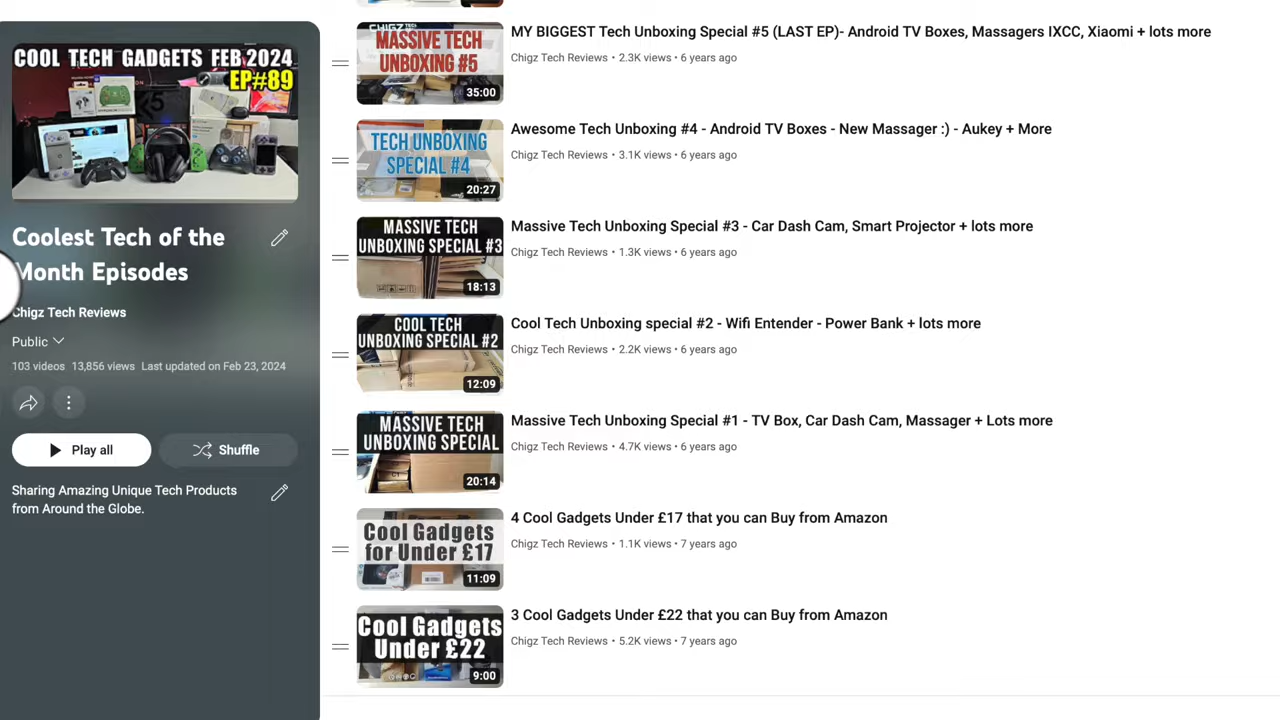 COOL TECH GADGETS FEB 2024
EP#89
Coolest Tech of the
Month Episodes
Chigz Tech Reviews
Public
103 videos 13,856 views Last updated on Feb 23, 2024
Play all
Shuffle
Sharing Amazing Unique Tech Products
from Around the Globe.
MASSIVE TECH
UNBOXING #5
35:00
MY BIGGEST Tech Unboxing Special #5 (LAST EP)- Android TV Boxes, Massagers IXCC, Xiaomi + lots more
Chigz Tech Reviews • 2.3K views • 6 years ago
TECH UNBOXING
SPECIAL #4
20:27
Awesome Tech Unboxing #4 - Android TV Boxes - New Massager :) - Aukey + More
Chigz Tech Reviews • 3.1K views • 6 years ago
MASSIVE TECH
UNBOXING SPECIAL #3
18:13
Massive Tech Unboxing Special #3 - Car Dash Cam, Smart Projector + lots more
Chigz Tech Reviews • 1.3K views • 6 years ago
COOL TECH
UNBOXING SPECIAL #2
12:09
Cool Tech Unboxing special #2 - Wifi Entender - Power Bank + lots more
Chigz Tech Reviews • 2.2K views • 6 years ago
MASSIVE TECH
UNBOXING SPECIAL
20:14
Massive Tech Unboxing Special #1 - TV Box, Car Dash Cam, Massager + Lots more
Chigz Tech Reviews • 4.7K views • 6 years ago
Cool Gadgets
for Under £17
11:09
4 Cool Gadgets Under £17 that you can Buy from Amazon
Chigz Tech Reviews • 1.1K views • 7 years ago
Cool Gadgets
Under £22
9:00
3 Cool Gadgets Under £22 that you can Buy from Amazon
Chigz Tech Reviews • 5.2K views • 7 years ago